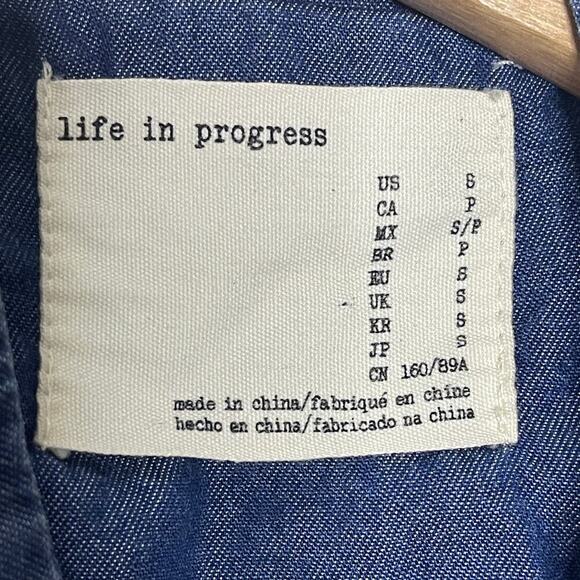 life in progress
US S
CA P
MX S/P
BR P
EU S
UK S
KR S
JP S
CN 160/89A
made in china/fabriqué en chine
hecho en china/fabricado na china